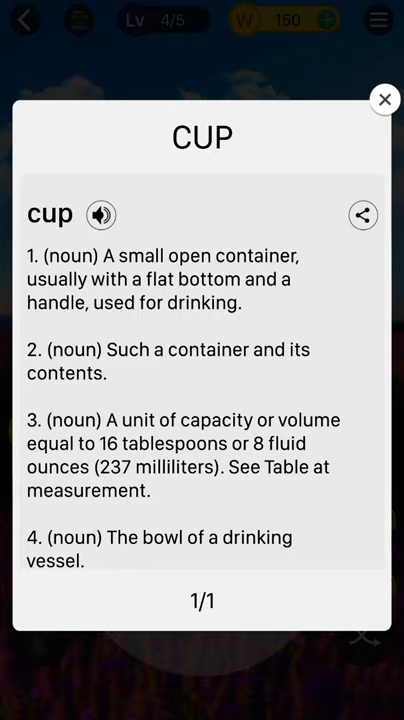 Lv 4/5 W 150
CUP
cup
1. (noun) A small open container,
usually with a flat bottom and a
handle, used for drinking.
2. (noun) Such a container and its
contents.
3. (noun) A unit of capacity or volume
equal to 16 tablespoons or 8 fluid
ounces (237 milliliters). See Table at
measurement.
4. (noun) The bowl of a drinking
vessel.
1/1